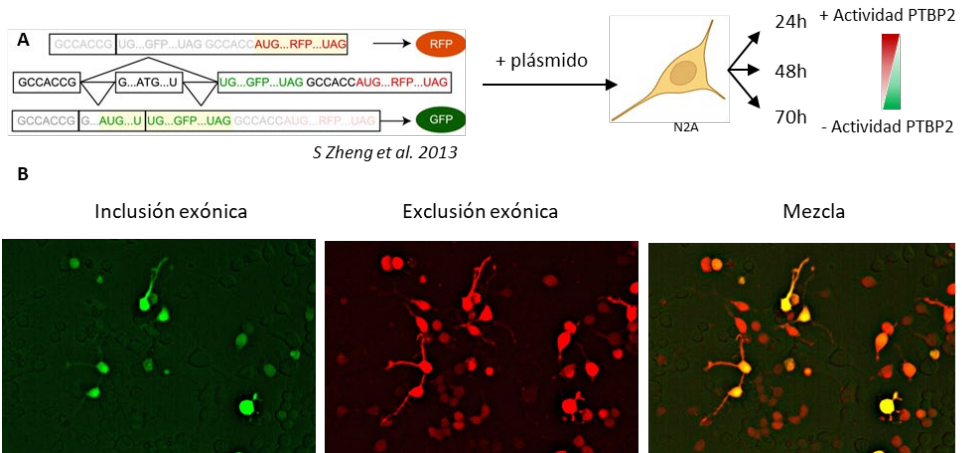 A
GCCACCG UG...GFP...UAG GCCACC AUG...RFP...UAG
RFP
GCCACCG G...ATG...U UG...GFP...UAG GCCACC AUG...RFP...UAG
GCCACCG G...AUG...U UG...GFP...UAG GCCACC AUG...RFP...UAG
GFP
S Zheng et al. 2013
+ plásmido
N2A
24h
48h
70h
+ Actividad PTBP2
- Actividad PTBP2
B
Inclusión exónica
Exclusión exónica
Mezcla